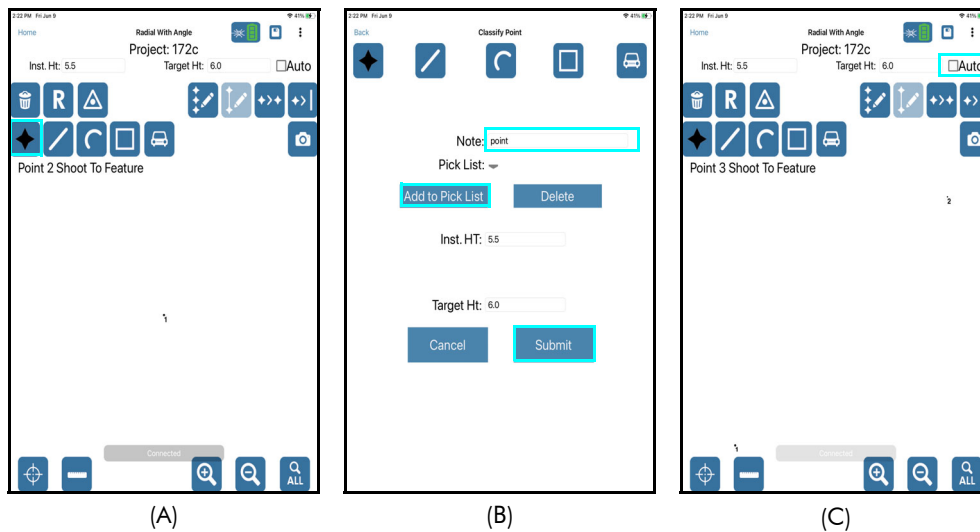 2:22 PM Fri Jun 9
41%
Home
Radial With Angle
Project: 172c
Inst. Ht: 5.5
Target Ht: 6.0
Auto
R
Point 2 Shoot To Feature
1
Connected
ALL
(A)
2:22 PM Fri Jun 9
41%
Back
Classify Point
Note: point
Pick List:
Add to Pick List
Delete
Inst. HT: 5.5
Target Ht: 6.0
Cancel
Submit
(B)
2:22 PM Fri Jun 9
41%
Home
Radial With Angle
Project: 172c
Inst. Ht: 5.5
Target Ht: 6.0
Auto
R
Point 3 Shoot To Feature
2
1
Connected
ALL
(C)